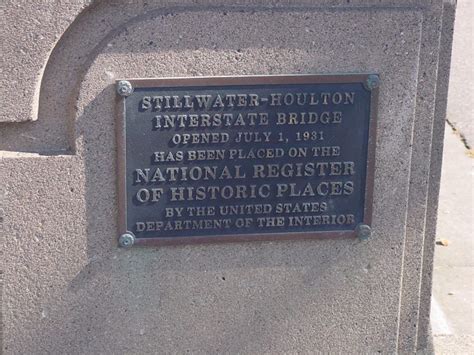 STILLWATER-HOULTON
INTERSTATE BRIDGE
OPENED JULY 1, 1931
HAS BEEN PLACED ON THE
NATIONAL REGISTER
OF HISTORIC PLACES
BY THE UNITED STATES
DEPARTMENT OF THE INTERIOR